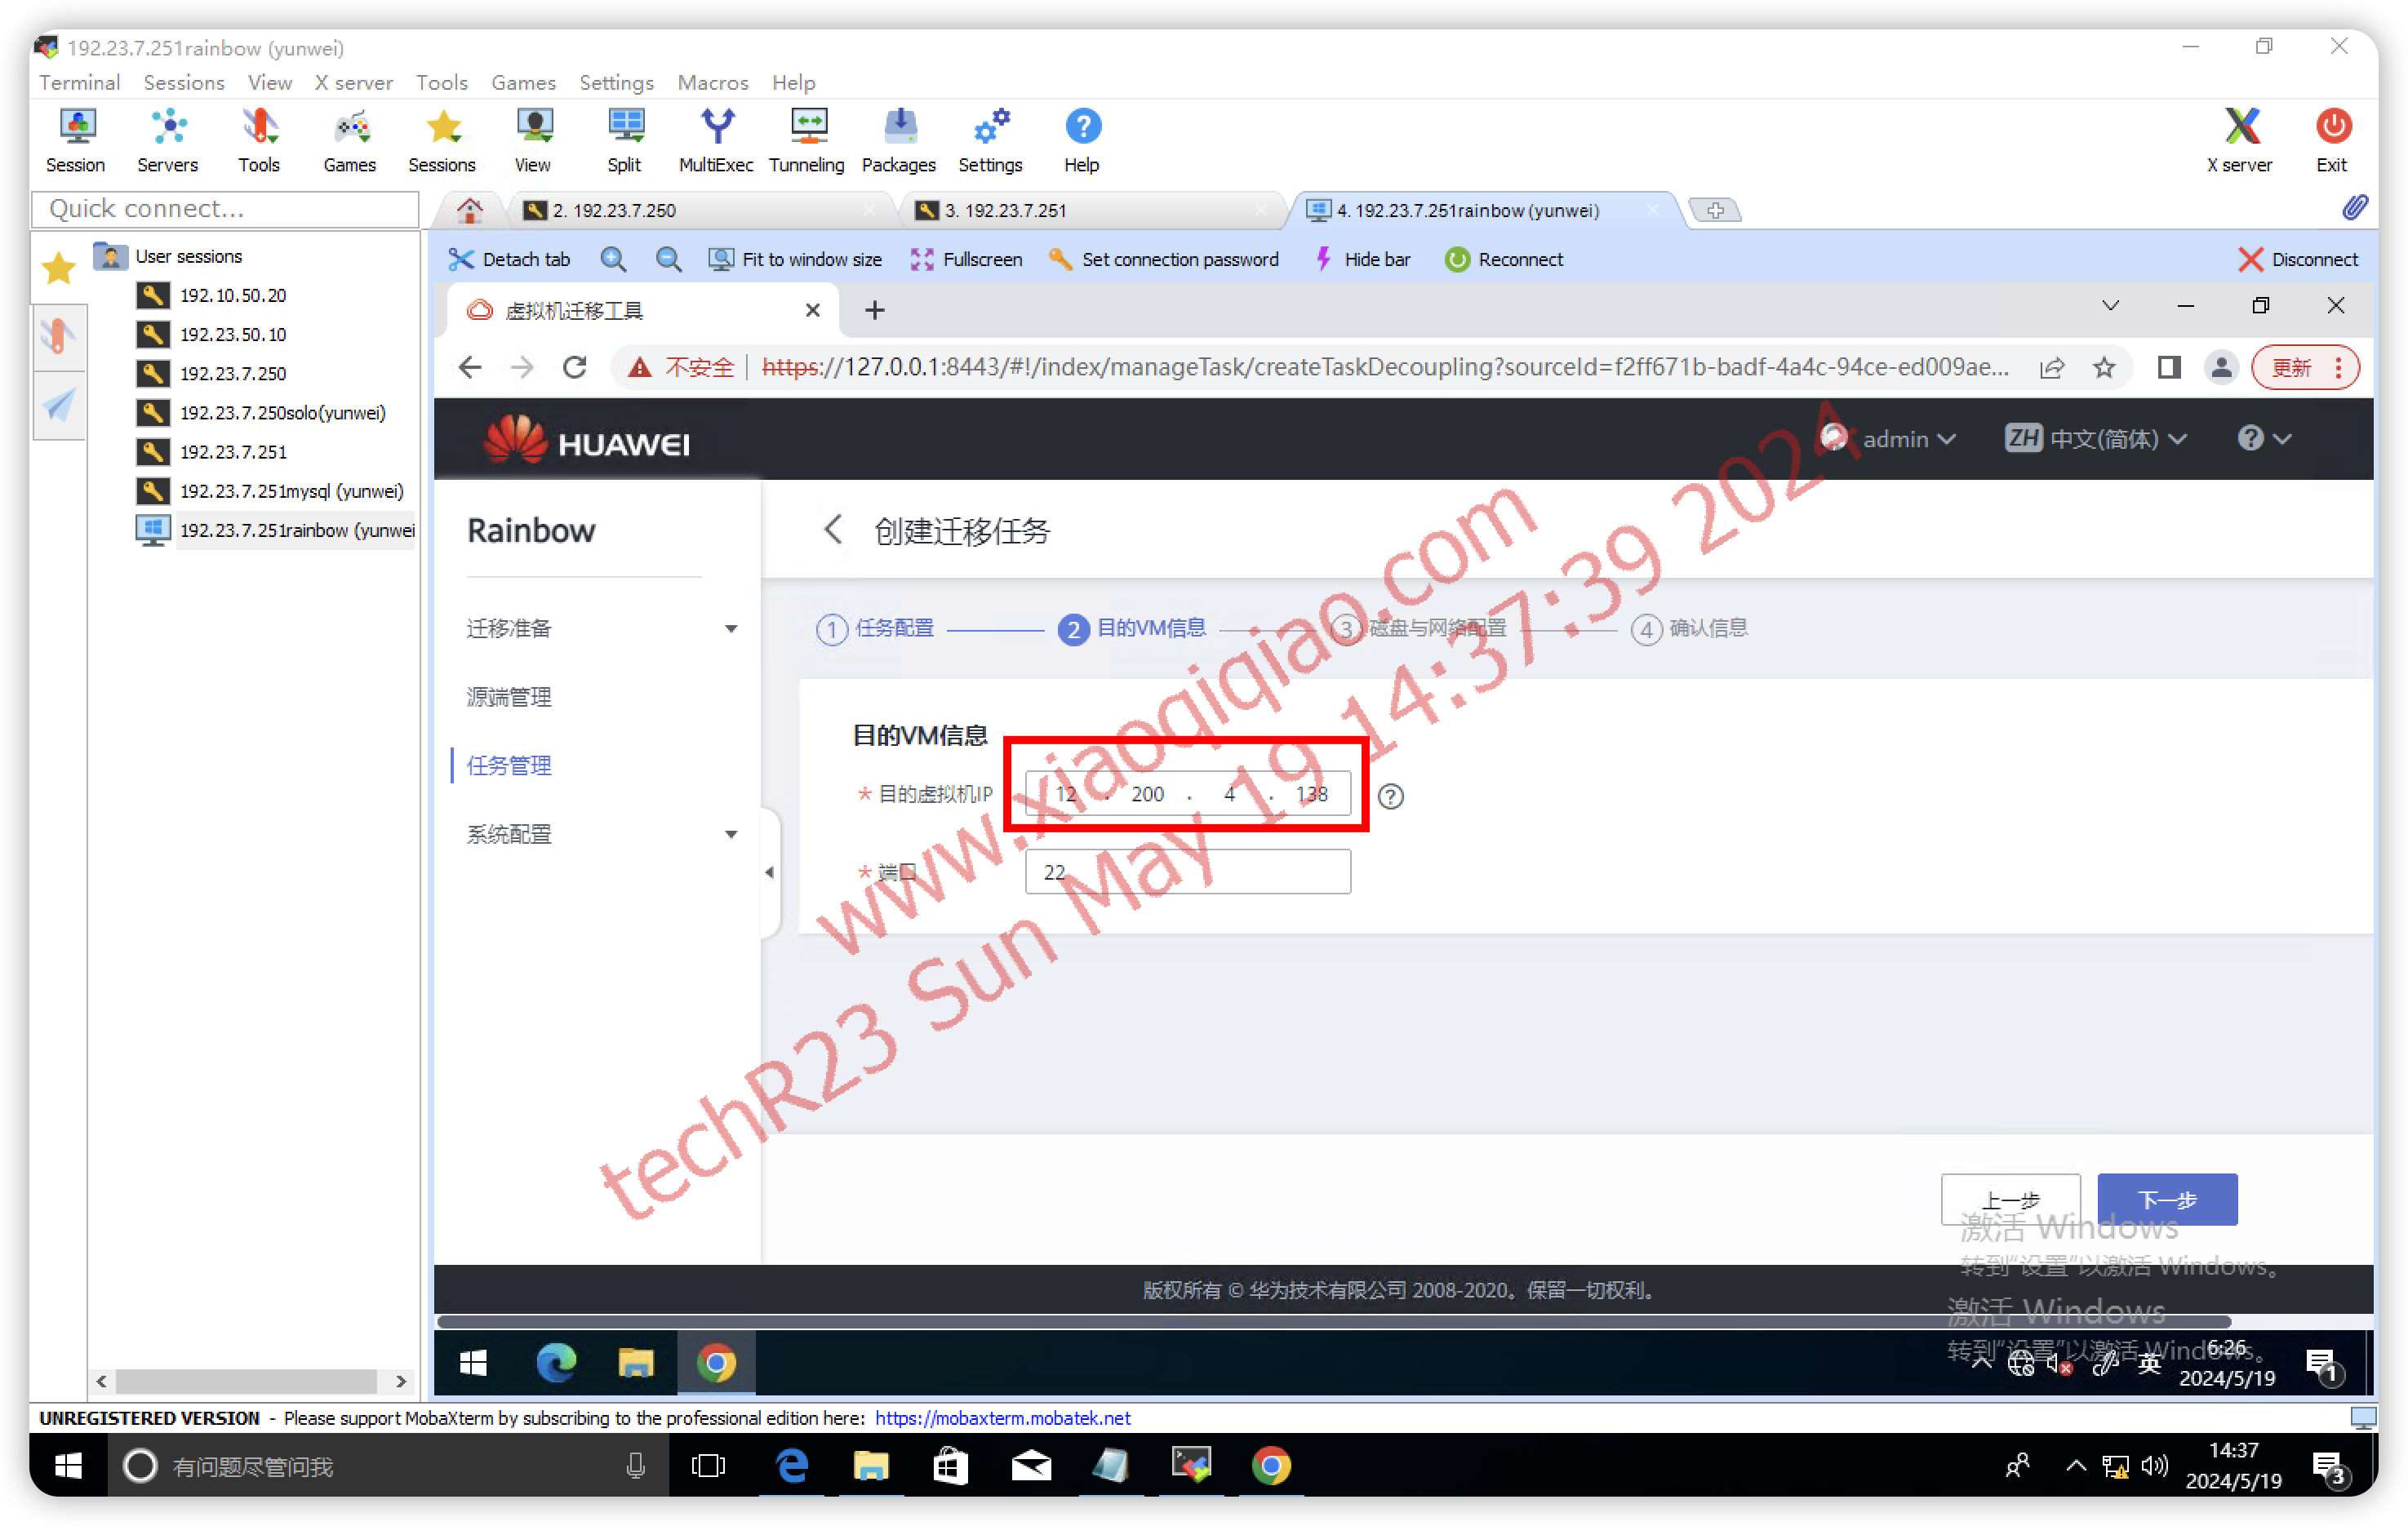 192.23.7.251rainbow (yunwei)
Terminal Sessions View X server Tools Games Settings Macros Help
Session Servers Tools Games Sessions View Split MultiExec Tunneling Packages Settings Help X server Exit
Quick connect...
2. 192.23.7.250
3. 192.23.7.251
4. 192.23.7.251rainbow (yunwei)
Detach tab Fit to window size Fullscreen Set connection password Hide bar Reconnect Disconnect
User sessions
192.10.50.20
192.23.50.10
192.23.7.250
192.23.7.250solo(yunwei)
192.23.7.251
192.23.7.251mysql (yunwei)
192.23.7.251rainbow (yunwei
虚拟机迁移工具
不安全 https://127.0.0.1:8443/#!/index/manageTask/createTaskDecoupling?sourceId=f2ff671b-badf-4a4c-94ce-ed009ae... 更新
HUAWEI admin ZH 中文(简体) ?
Rainbow
迁移准备
源端管理
任务管理
系统配置
创建迁移任务
1 任务配置 2 目的VM信息 3 磁盘与网络配置 4 确认信息
目的VM信息
* 目的虚拟机IP 12 . 200 . 4 . 138 ?
* 端口 22
www.xiaoqiqiao.com
techR23 Sun May 19 14:37:39 2024
上一步 下一步
激活 Windows
转到"设置"以激活 Windows。
版权所有 © 华为技术有限公司 2008-2020。保留一切权利。
激活 Windows
转到"设置"以激活 Windows。
英 6:26
2024/5/19 1
UNREGISTERED VERSION - Please support MobaXterm by subscribing to the professional edition here: https://mobaxterm.mobatek.net
有问题尽管问我
14:37
2024/5/19 3